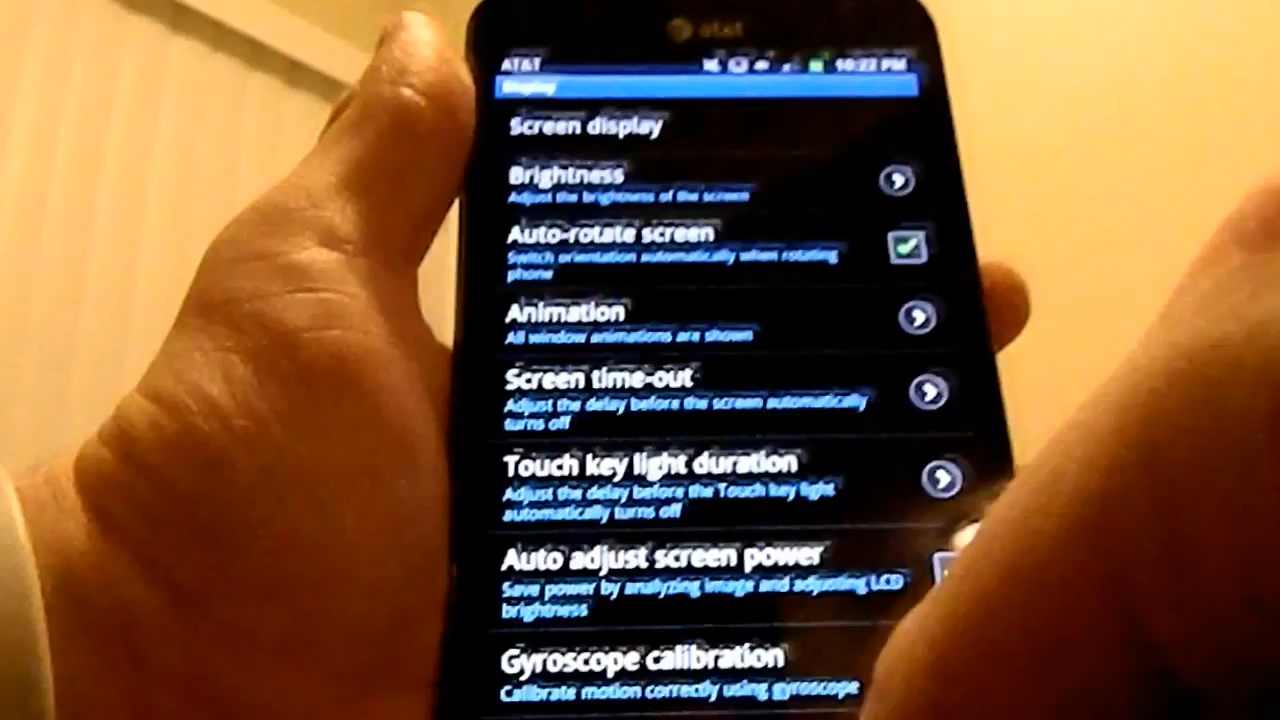 at&t
AT&T 10:22 PM
Display
Screen display
Brightness
Adjust the brightness of the screen
Auto-rotate screen
Switch orientation automatically when rotating
phone
Animation
All window animations are shown
Screen time-out
Adjust the delay before the screen automatically
turns off
Touch key light duration
Adjust the delay before the Touch key light
automatically turns off
Auto adjust screen power
Save power by analyzing image and adjusting LCD
brightness
Gyroscope calibration
Calibrate motion correctly using gyroscope